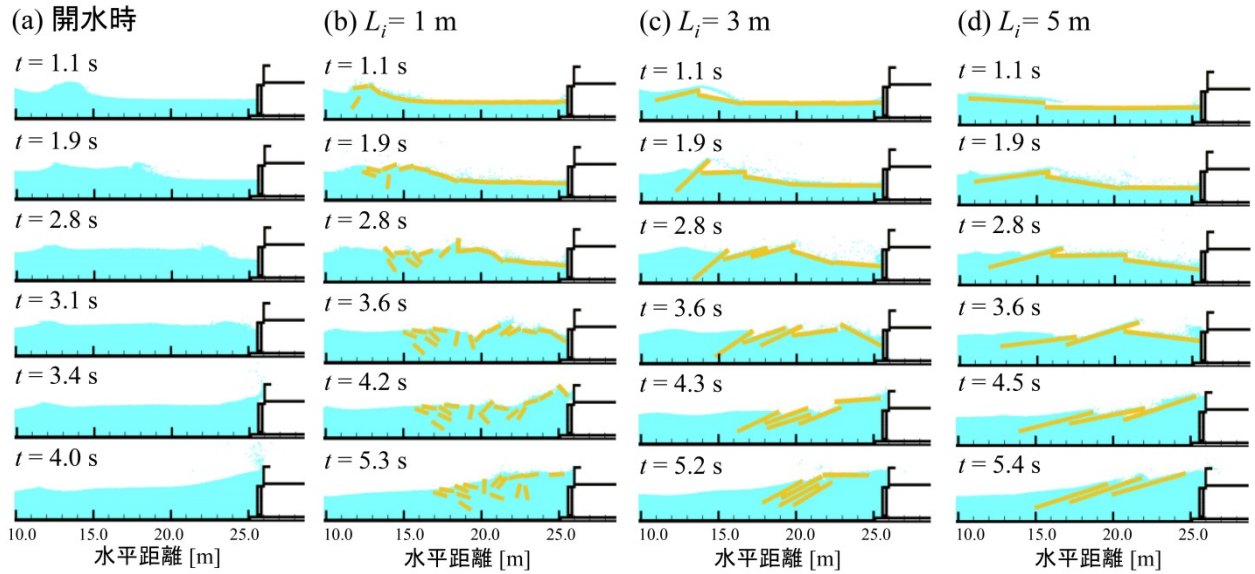 (a) 開水時
t = 1.1 s
t = 1.9 s
t = 2.8 s
t = 3.1 s
t = 3.4 s
t = 4.0 s
10.0 15.0 20.0 25.0
水平距離 [m]
(b) Li= 1 m
t = 1.1 s
t = 1.9 s
t = 2.8 s
t = 3.6 s
t = 4.2 s
t = 5.3 s
10.0 15.0 20.0 25.0
水平距離 [m]
(c) Li= 3 m
t = 1.1 s
t = 1.9 s
t = 2.8 s
t = 3.6 s
t = 4.3 s
t = 5.2 s
10.0 15.0 20.0 25.0
水平距離 [m]
(d) Li= 5 m
t = 1.1 s
t = 1.9 s
t = 2.8 s
t = 3.6 s
t = 4.5 s
t = 5.4 s
10.0 15.0 20.0 25.0
水平距離 [m]